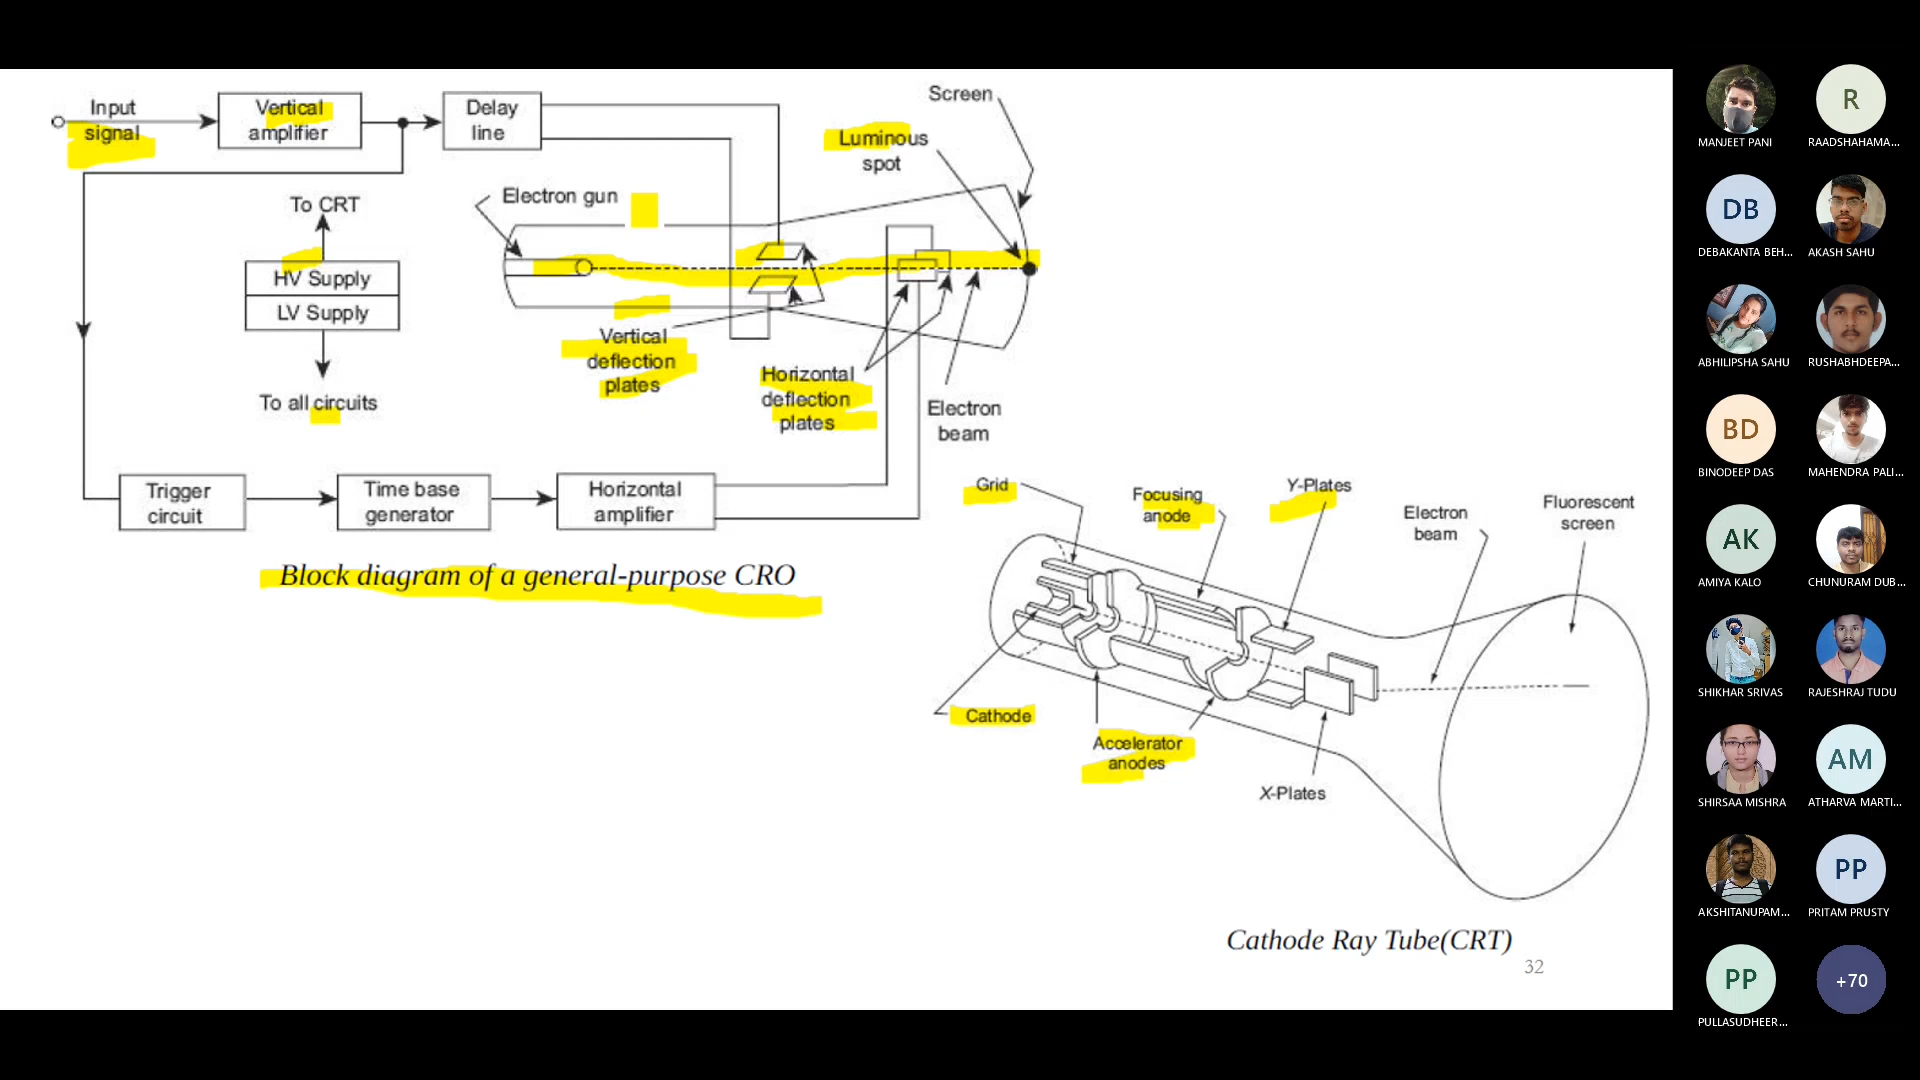 Input
signal
Vertical
amplifier
Delay
line
Screen
Luminous
spot
Electron gun
To CRT
HV Supply
LV Supply
To all circuits
Vertical
deflection
plates
Horizontal
deflection
plates
Electron
beam
Trigger
circuit
Time base
generator
Horizontal
amplifier
Block diagram of a general-purpose CRO
Grid
Focusing
anode
Y-Plates
Electron
beam
Fluorescent
screen
Cathode
Accelerator
anodes
X-Plates
Cathode Ray Tube(CRT)
32
R
MANJEET PANI
RAADSHAHAMA...
DB
DEBAKANTA BEH...
AKASH SAHU
ABHILIPSHA SAHU
RUSHABHDEEPA...
BD
BINODEEP DAS
MAHENDRA PALI...
AK
AMIYA KALO
CHUNURAM DUB...
SHIKHAR SRIVAS
RAJESHRAJ TUDU
AM
SHIRSAA MISHRA
ATHARVA MARTI...
PP
AKSHITANUPAM...
PRITAM PRUSTY
PP
+70
PULLASUDHEER...